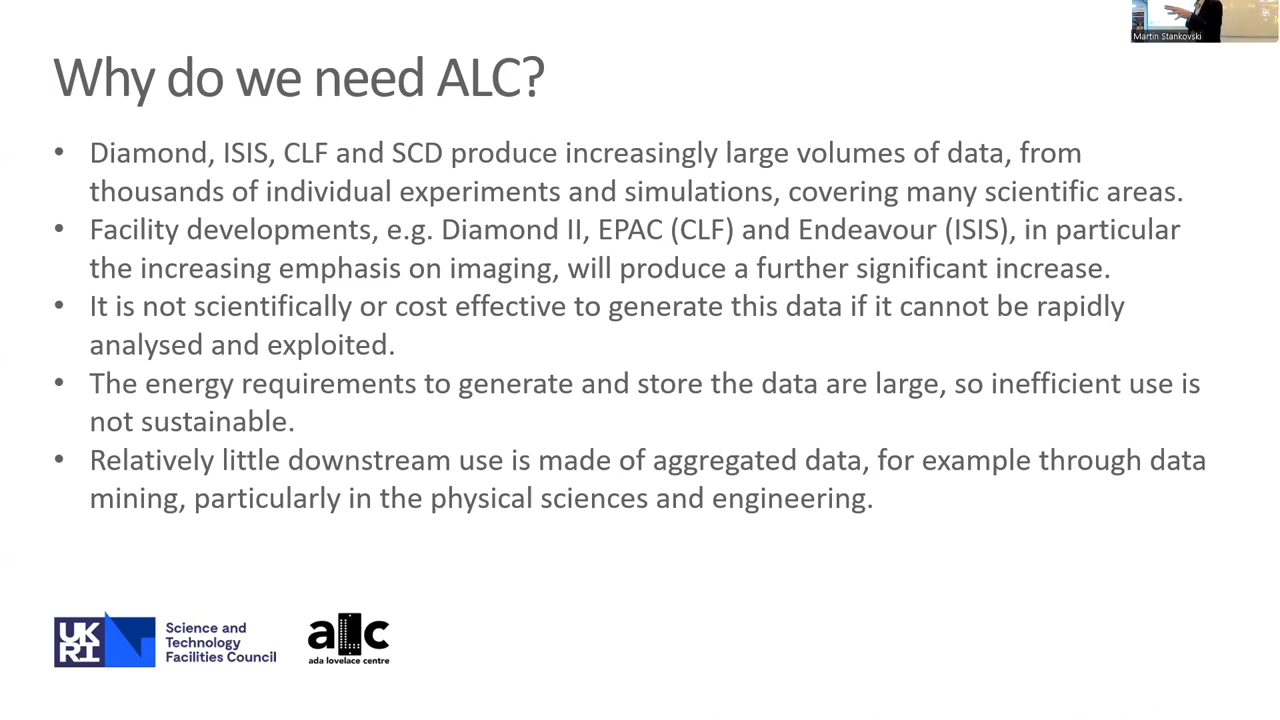 Martin Stankovski
Why do we need ALC?
• Diamond, ISIS, CLF and SCD produce increasingly large volumes of data, from
thousands of individual experiments and simulations, covering many scientific areas.
• Facility developments, e.g. Diamond II, EPAC (CLF) and Endeavour (ISIS), in particular
the increasing emphasis on imaging, will produce a further significant increase.
• It is not scientifically or cost effective to generate this data if it cannot be rapidly
analysed and exploited.
• The energy requirements to generate and store the data are large, so inefficient use is
not sustainable.
• Relatively little downstream use is made of aggregated data, for example through data
mining, particularly in the physical sciences and engineering.
UK
RI
Science and
Technology
Facilities Council
alc
ada lovelace centre